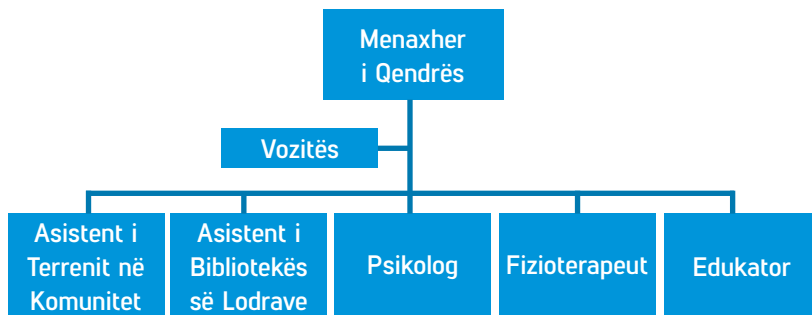 Menaxher
i Qendrës
Vozitës
Asistent i
Terrenit në
Komunitet
Asistent i
Bibliotekës
së Lodrave
Psikolog
Fizioterapeut
Edukator